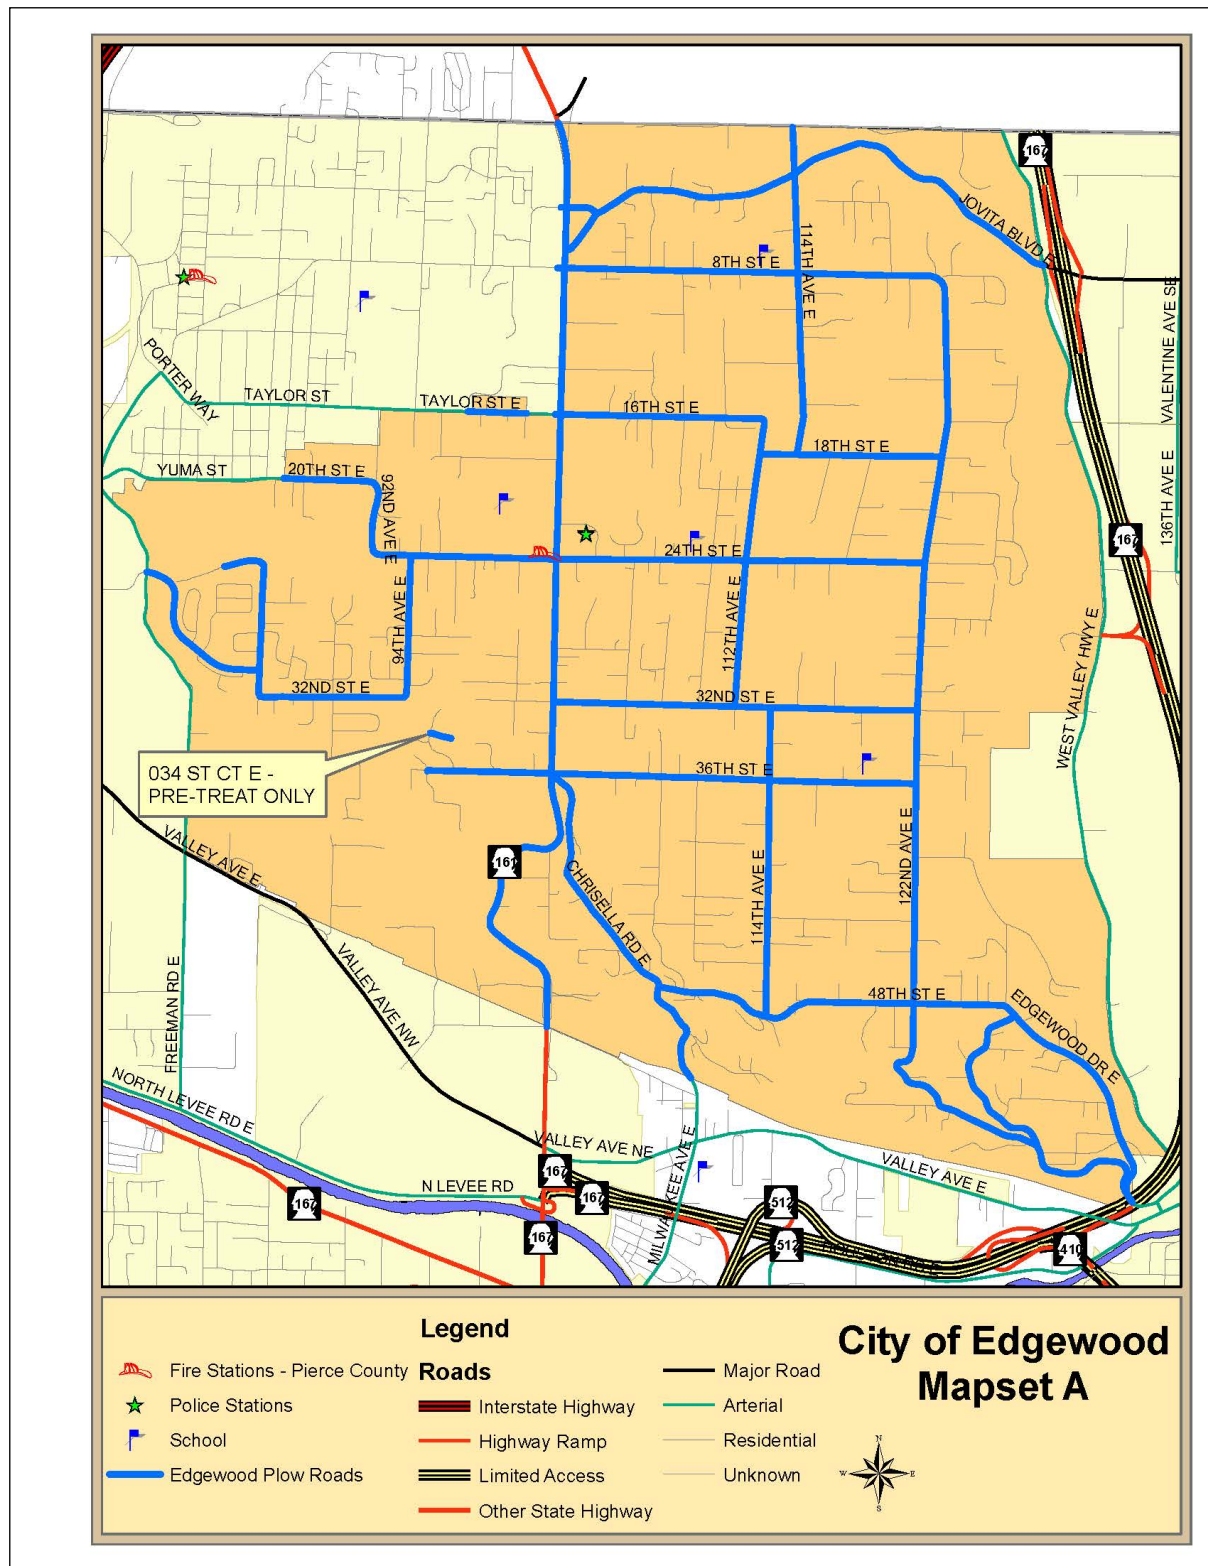 167
JOVITA BLVD E
114TH AVE E
8TH ST E
VALENTINE AVE SE
PORTER WAY
TAYLOR ST
TAYLOR ST E
16TH ST E
18TH ST E
YUMA ST
20TH ST E
92ND AVE E
136TH AVE E
167
24TH ST E
94TH AVE E
112TH AVE E
WEST VALLEY HWY E
32ND ST E
32ND ST E
034 ST CT E -
PRE-TREAT ONLY
36TH ST E
VALLEY AVE E
161
CHRISELLA RD E
114TH AVE E
122ND AVE E
VALLEY AVE NW
FREEMAN RD E
48TH ST E
EDGEWOOD DR E
NORTH LEVEE RD E
VALLEY AVE NE
MILWAUKEE AVE E
VALLEY AVE E
N LEVEE RD
167
167
167
167
512
512
410
Legend
Fire Stations - Pierce County
Police Stations
School
Edgewood Plow Roads
Roads
Interstate Highway
Highway Ramp
Limited Access
Other State Highway
Major Road
Arterial
Residential
Unknown
City of Edgewood
Mapset A
N
W
E
S